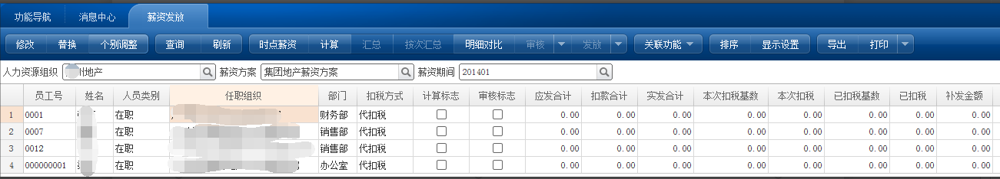 功能导航 消息中心 薪资发放
修改 替换 个别调整 查询 刷新 时点薪资 计算 汇总 按次汇总 明细对比 审核 发放 关联功能 排序 显示设置 导出 打印
人力资源组织 州地产 薪资方案 集团地产薪资方案 薪资期间 201401
员工号 姓名 人员类别 任职组织 部门 扣税方式 计算标志 审核标志 应发合计 扣款合计 实发合计 本次扣税基数 本次扣税 已扣税基数 已扣税 补发金额
1 0001 在职 财务部 代扣税 0.00 0.00 0.00 0.00 0.00 0.00 0.00 0.00
2 0007 在职 销售部 代扣税 0.00 0.00 0.00 0.00 0.00 0.00 0.00 0.00
3 0012 在职 销售部 代扣税 0.00 0.00 0.00 0.00 0.00 0.00 0.00 0.00
4 000000001 在职 办公室 代扣税 0.00 0.00 0.00 0.00 0.00 0.00 0.00 0.00